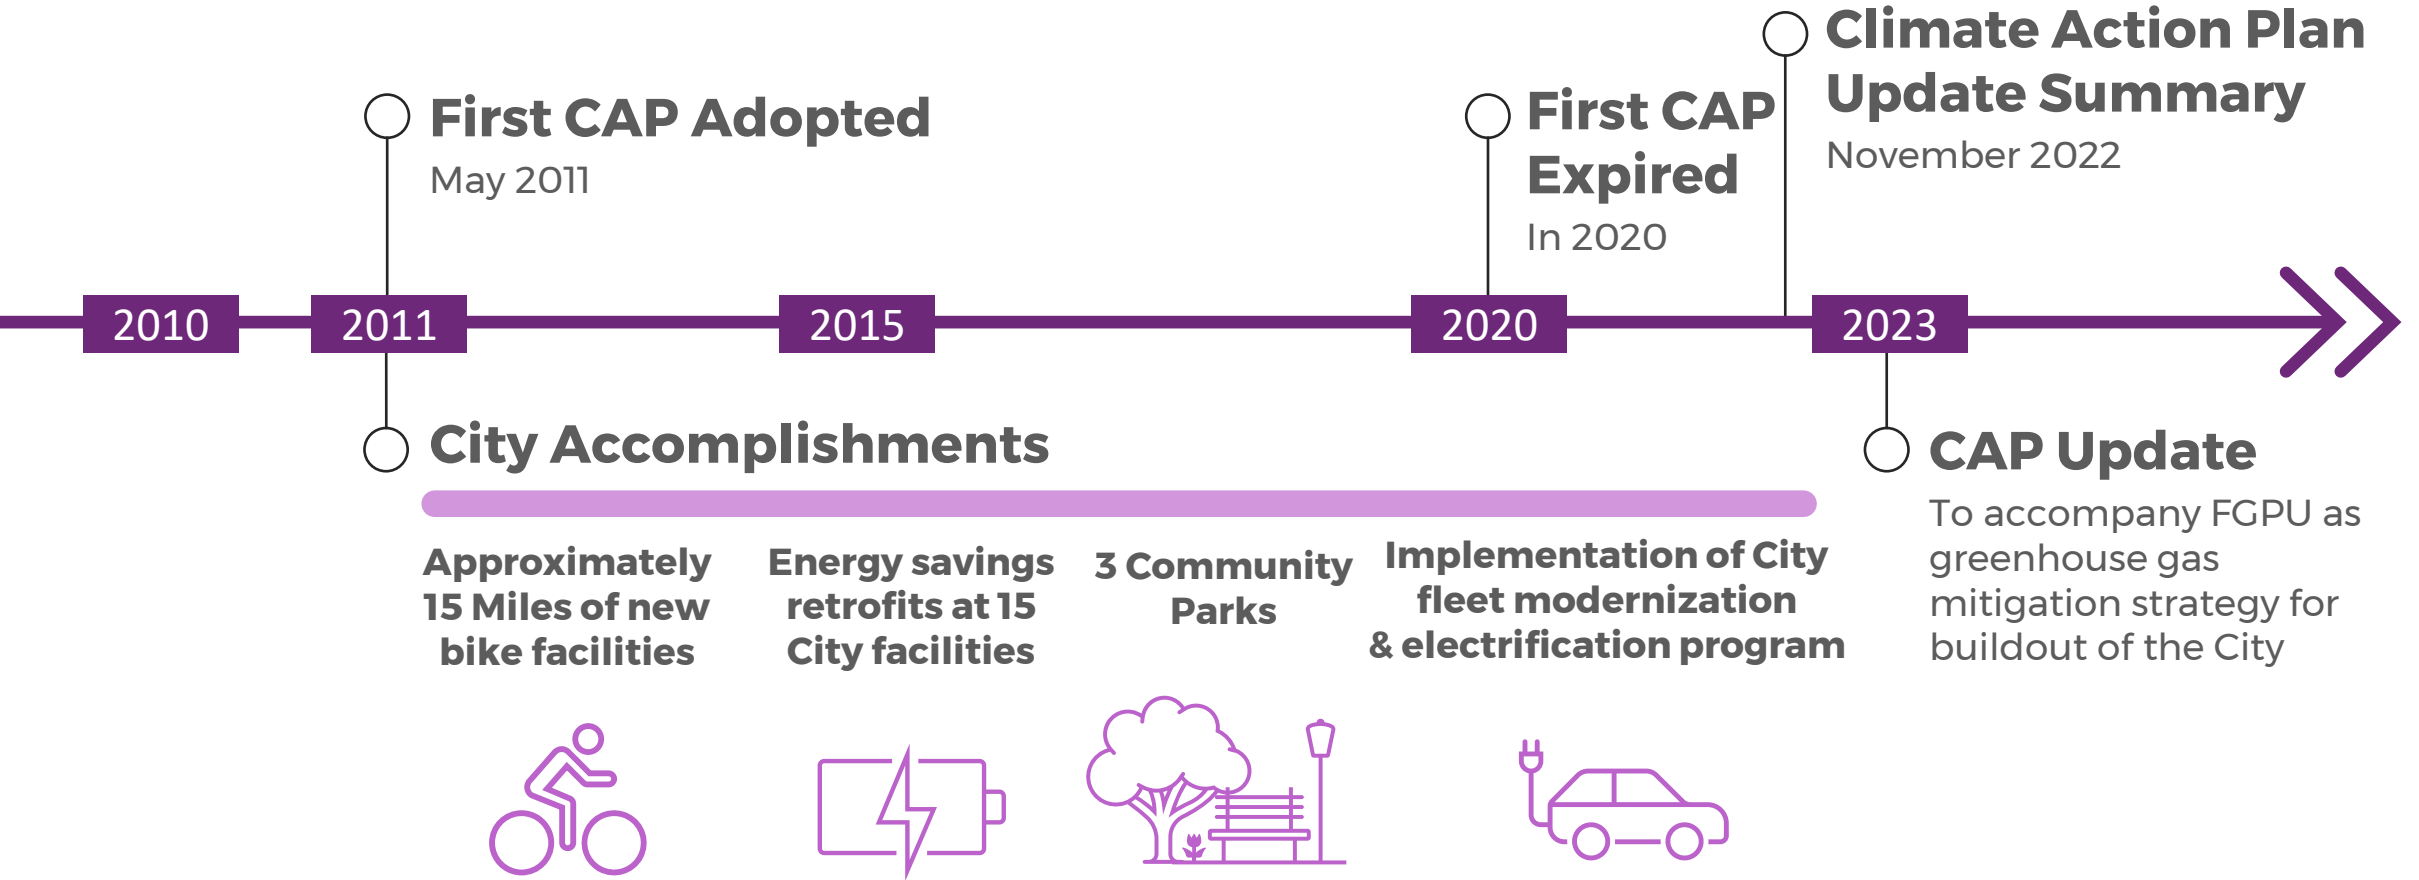 First CAP Adopted
May 2011
First CAP
Expired
In 2020
Climate Action Plan
Update Summary
November 2022
2010
2011
2015
2020
2023
City Accomplishments
Approximately
15 Miles of new
bike facilities
Energy savings
retrofits at 15
City facilities
3 Community
Parks
Implementation of City
fleet modernization
& electrification program
CAP Update
To accompany FGPU as
greenhouse gas
mitigation strategy for
buildout of the City